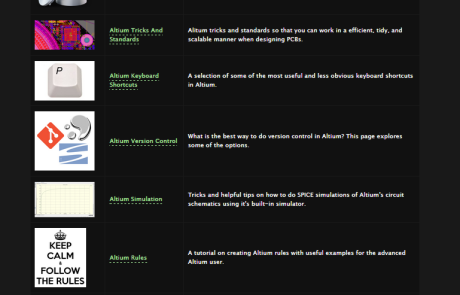 Altium Tricks And
Standards
Altium tricks and standards so that you can work in a efficient, tidy, and
scalable manner when designing PCBs.
P
Altium Keyboard
Shortcuts
A selection of some of the most useful and less obvious keyboard shortcuts
in Altium.
Altium Version Control
What is the best way to do version control in Altium? This page explores
some of the options.
Altium Simulation
Tricks and helpful tips on how to do SPICE simulations of Altium's circuit
schematics using it's built-in simulator.
KEEP
CALM
&
FOLLOW
THE RULES
Altium Rules
A tutorial on creating Altium rules with useful examples for the advanced
Altium user.